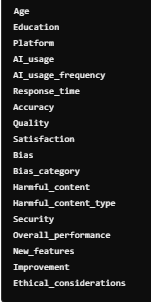 Age
Education
Platform
AI_usage
AI_usage_frequency
Response_time
Accuracy
Quality
Satisfaction
Bias
Bias_category
Harmful_content
Harmful_content_type
Security
Overall_performance
New_features
Improvement
Ethical_considerations